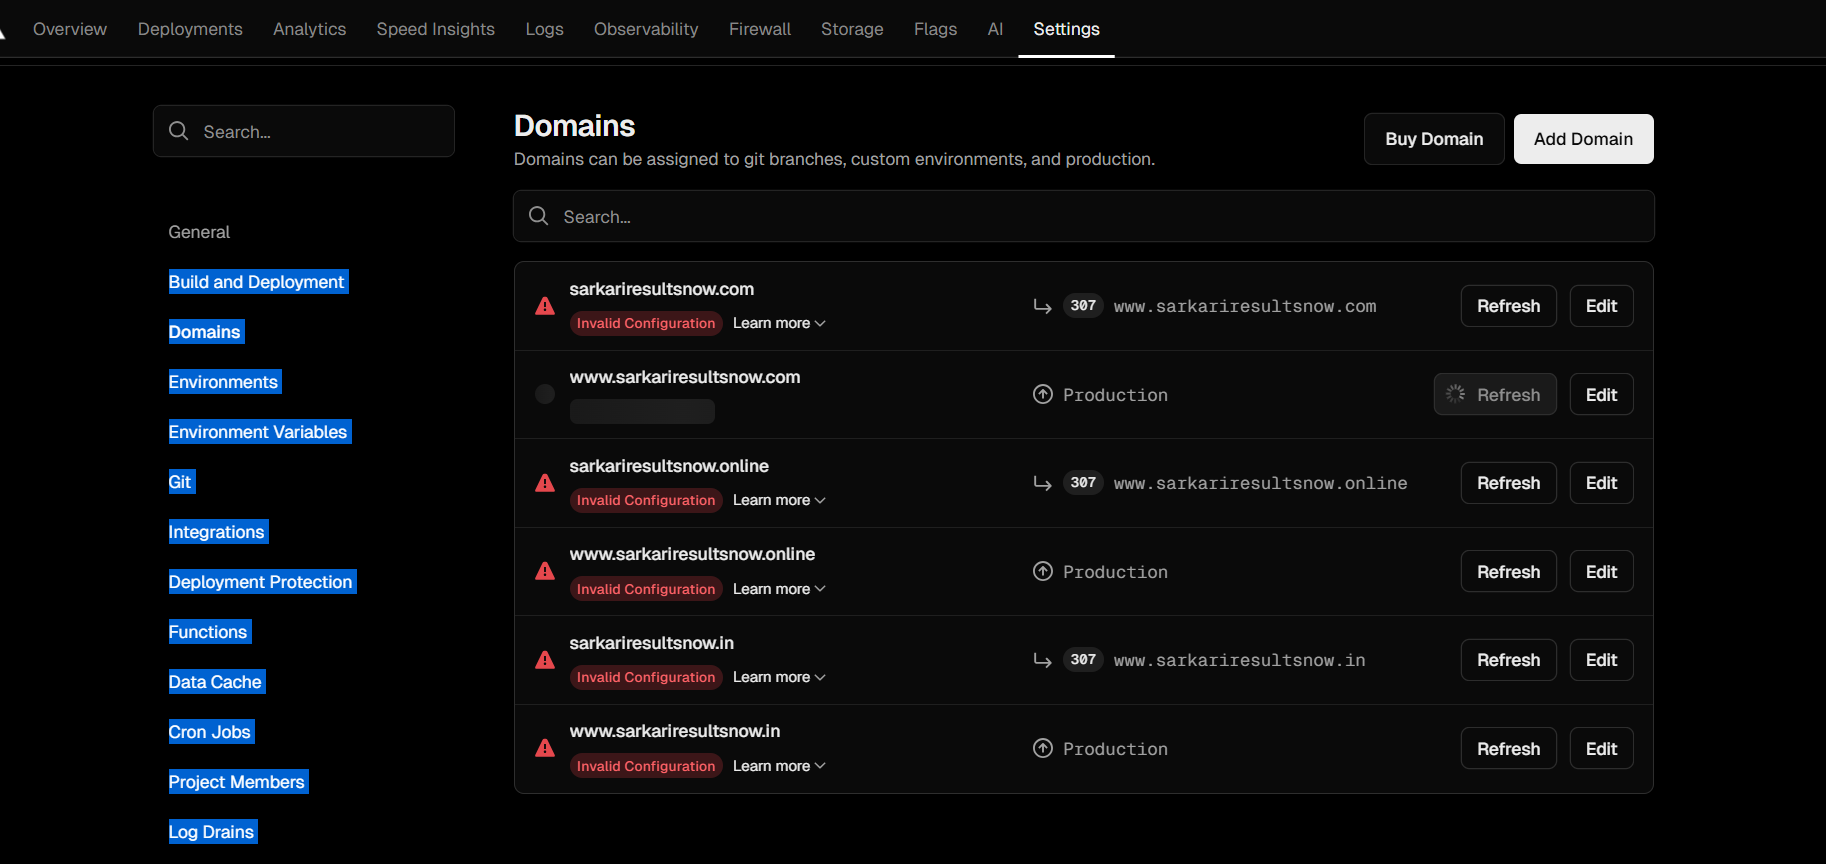 Overview Deployments Analytics Speed Insights Logs Observability Firewall Storage Flags AI Settings
Search...
General
Build and Deployment
Domains
Environments
Environment Variables
Git
Integrations
Deployment Protection
Functions
Data Cache
Cron Jobs
Project Members
Log Drains
Domains
Domains can be assigned to git branches, custom environments, and production.
Buy Domain Add Domain
Search...
sarkariresultsnow.com
Invalid Configuration Learn more
307 www.sarkariresultsnow.com Refresh Edit
www.sarkariresultsnow.com
Production Refresh Edit
sarkariresultsnow.online
Invalid Configuration Learn more
307 www.sarkariresultsnow.online Refresh Edit
www.sarkariresultsnow.online
Invalid Configuration Learn more
Production Refresh Edit
sarkariresultsnow.in
Invalid Configuration Learn more
307 www.sarkariresultsnow.in Refresh Edit
www.sarkariresultsnow.in
Invalid Configuration Learn more
Production Refresh Edit